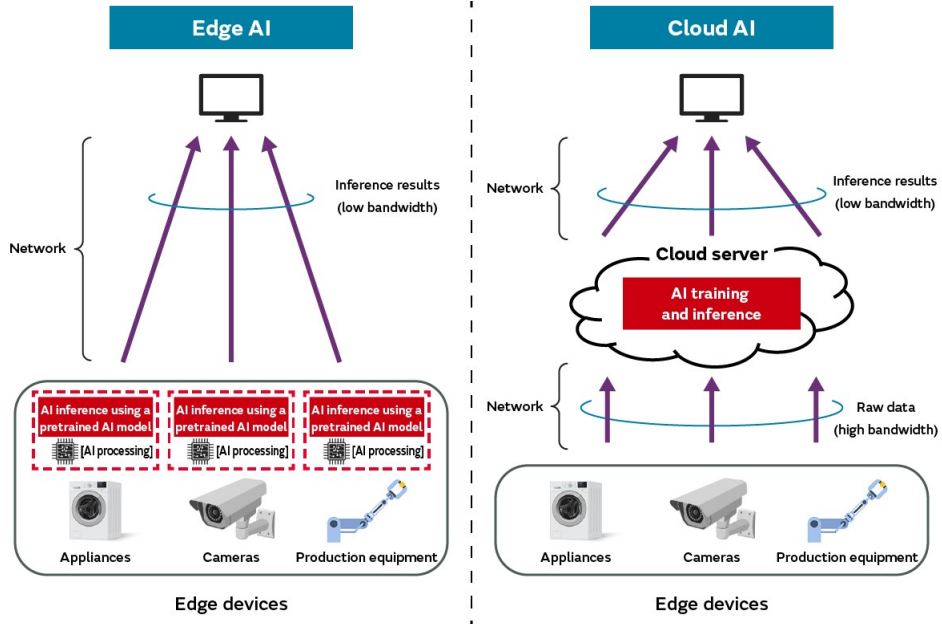 Edge AI
Network
Inference results
(low bandwidth)
AI inference using a
pretrained AI model
[AI processing]
AI inference using a
pretrained AI model
[AI processing]
AI inference using a
pretrained AI model
[AI processing]
Appliances
Cameras
Production equipment
Edge devices
Cloud AI
Network
Inference results
(low bandwidth)
Cloud server
AI training
and inference
Network
Raw data
(high bandwidth)
Appliances
Cameras
Production equipment
Edge devices